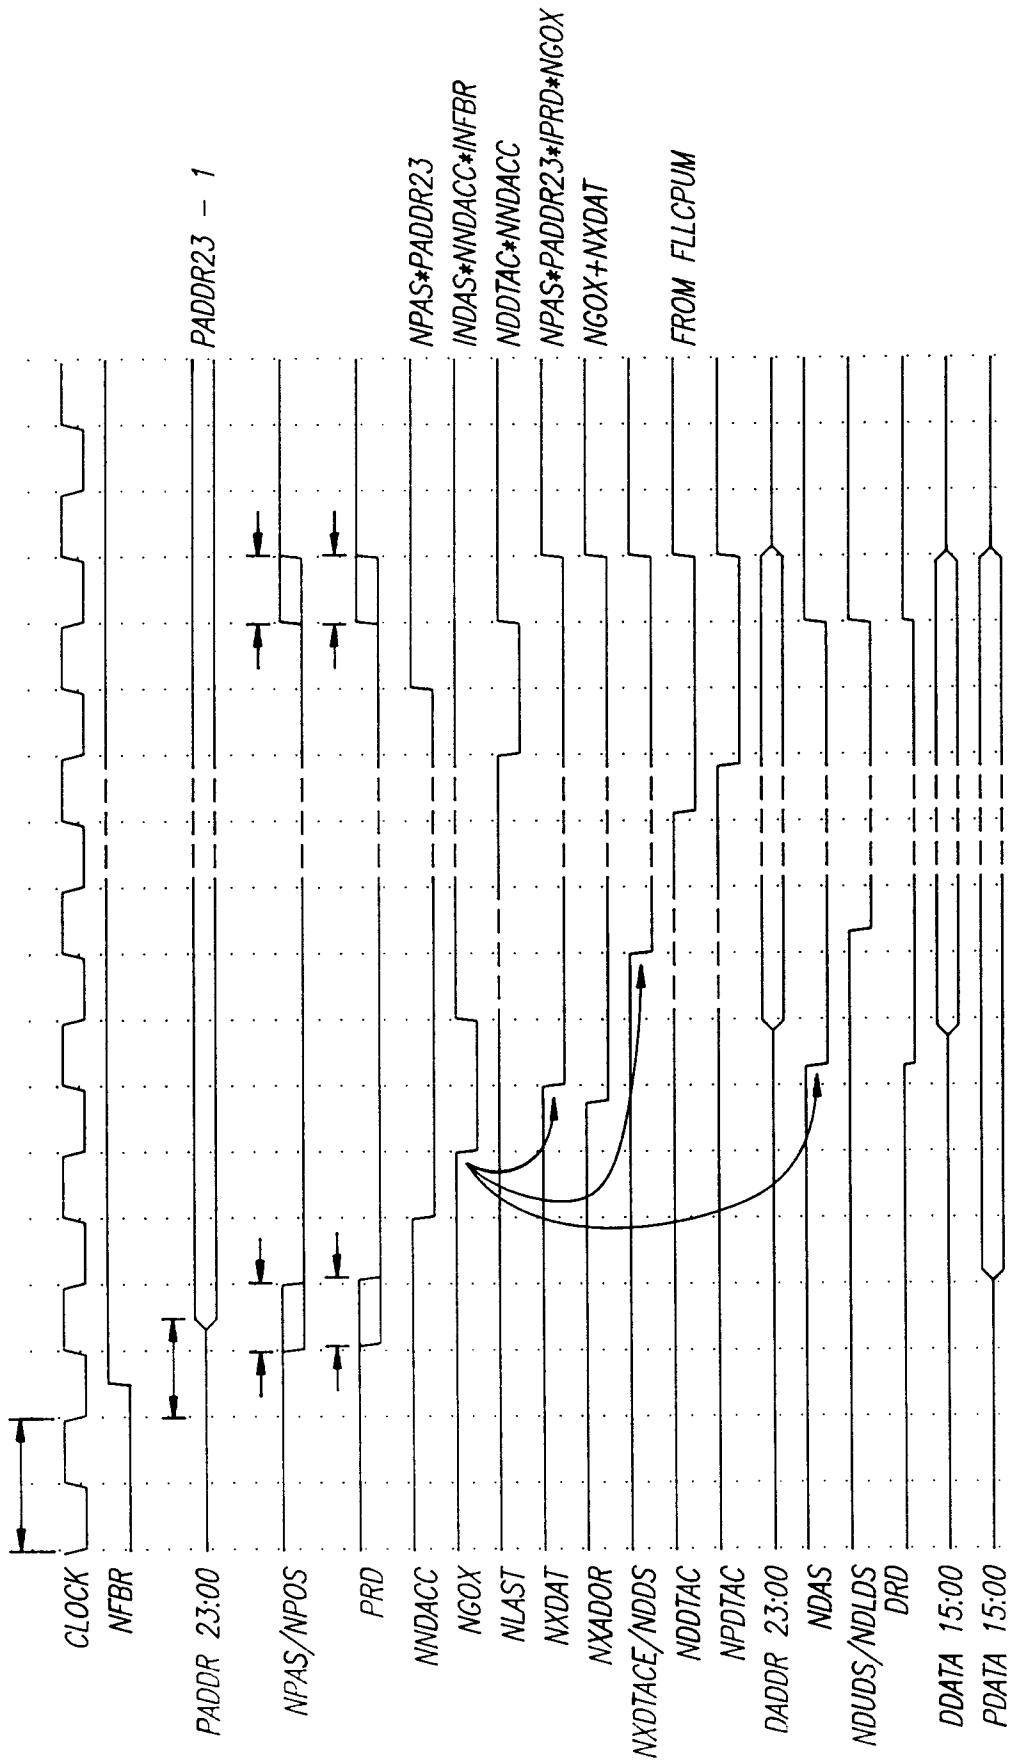 CLOCK
NFBR
PADDR 23:00
PADDR23 - 1
NPAS/NPOS
PRD
NNDACC
NPAS*PADDR23
NGOX
INDAS*NNDACC*INFBR
NLAST
NDDTAC*NNDACC
NXDAT
NPAS*PADDR23*IPRD*NGOX
NXADOR
NGOX+NXDAT
NXDTACE/NDDS
NDDTAC
FROM FLLCPUM
NPDTAC
DADDR 23:00
NDAS
NDUDS/NDLDS
DRD
DDATA 15:00
PDATA 15:00